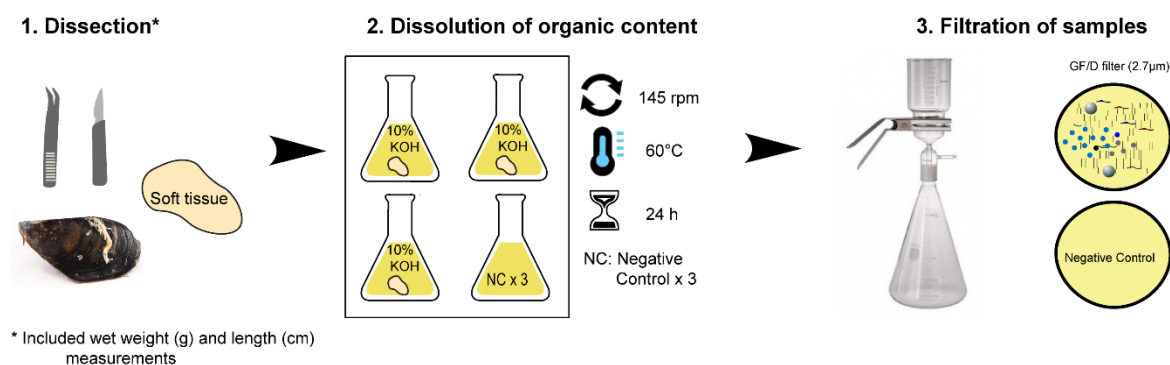 1. Dissection*
2. Dissolution of organic content
3. Filtration of samples
Soft tissue
* Included wet weight (g) and length (cm)
measurements
10%
KOH
10%
KOH
10%
KOH
NC x 3
145 rpm
60°C
24 h
NC: Negative
Control x 3
GF/D filter (2.7µm)
Negative Control